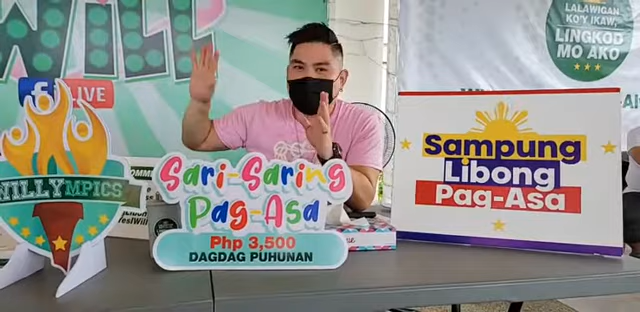 WILL
LIVE
WILLYMPICS
Sari-Saring
Pag-Asa
Php 3,500
DAGDAG PUHUNAN
Sampung
Libong
Pag-Asa
LALAWIGAN
KO'Y IKAW,
LINGKOD
MO AKO